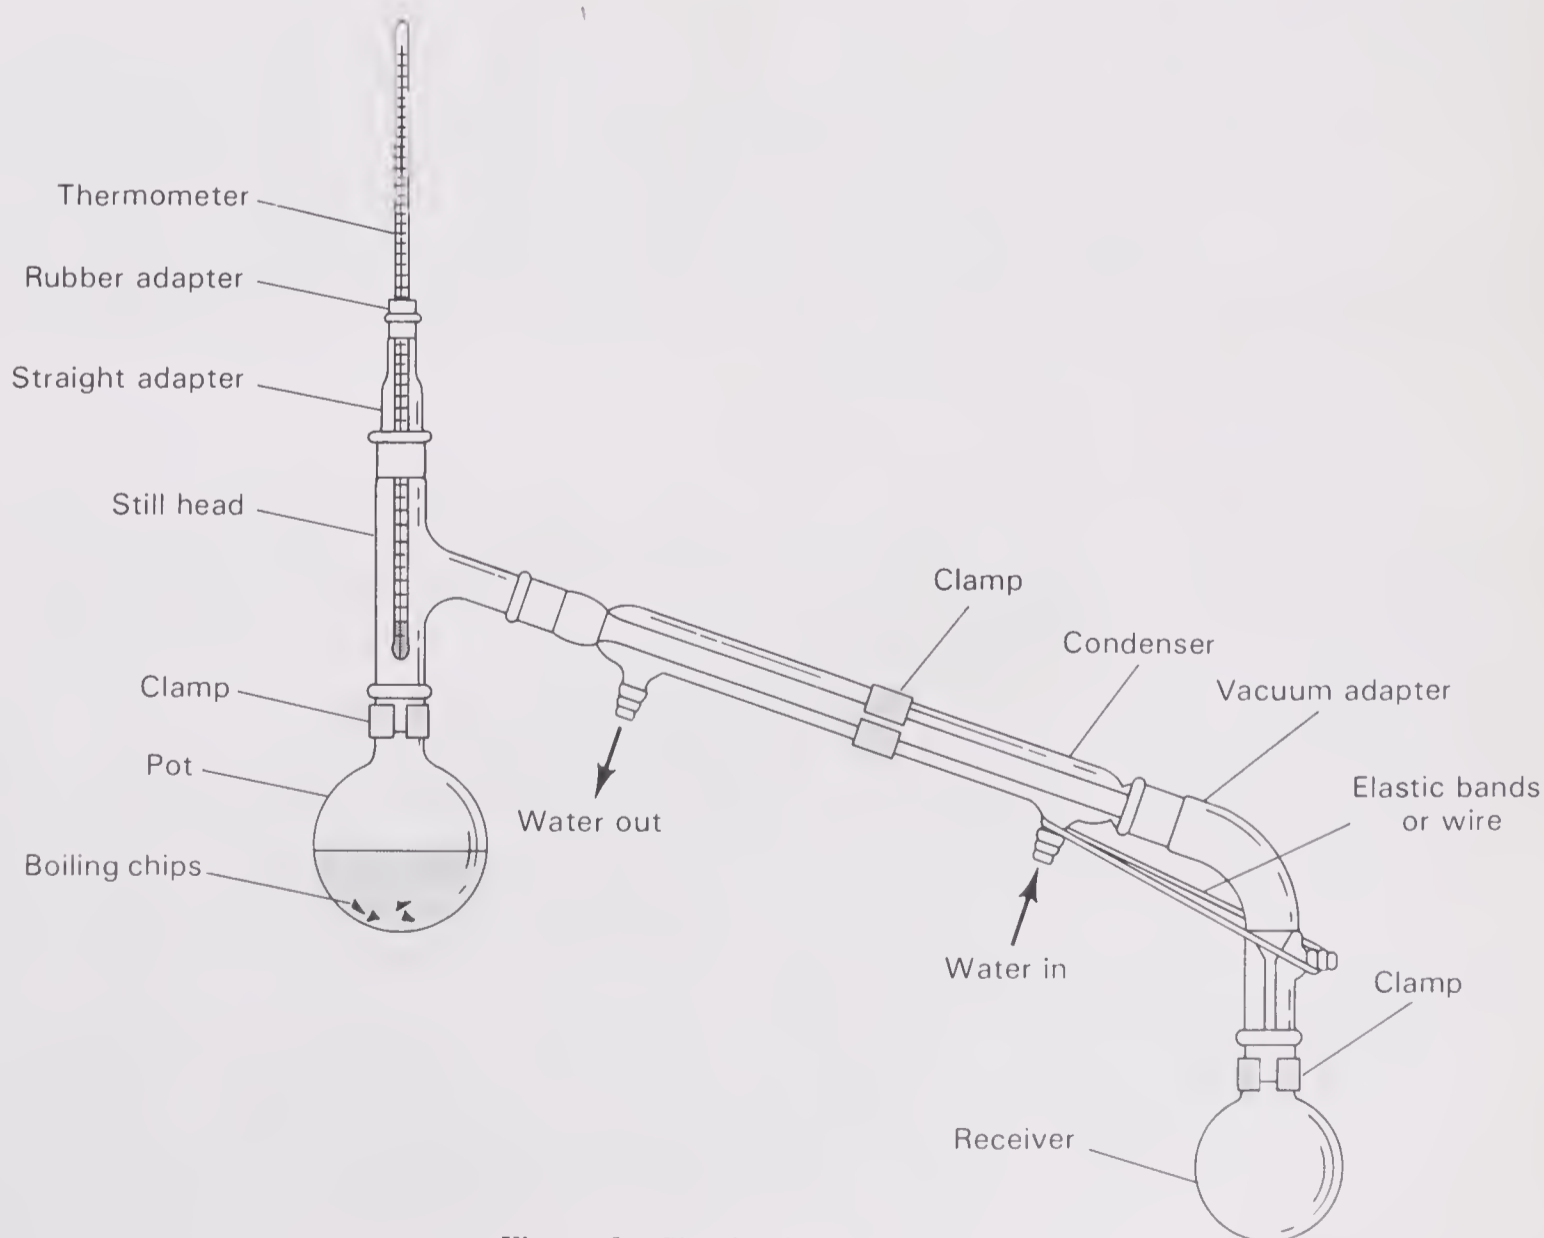 Thermometer
Rubber adapter
Straight adapter
Still head
Clamp
Condenser
Clamp
Vacuum adapter
Pot
Elastic bands
or wire
Water out
Boiling chips
Water in
Clamp
Receiver